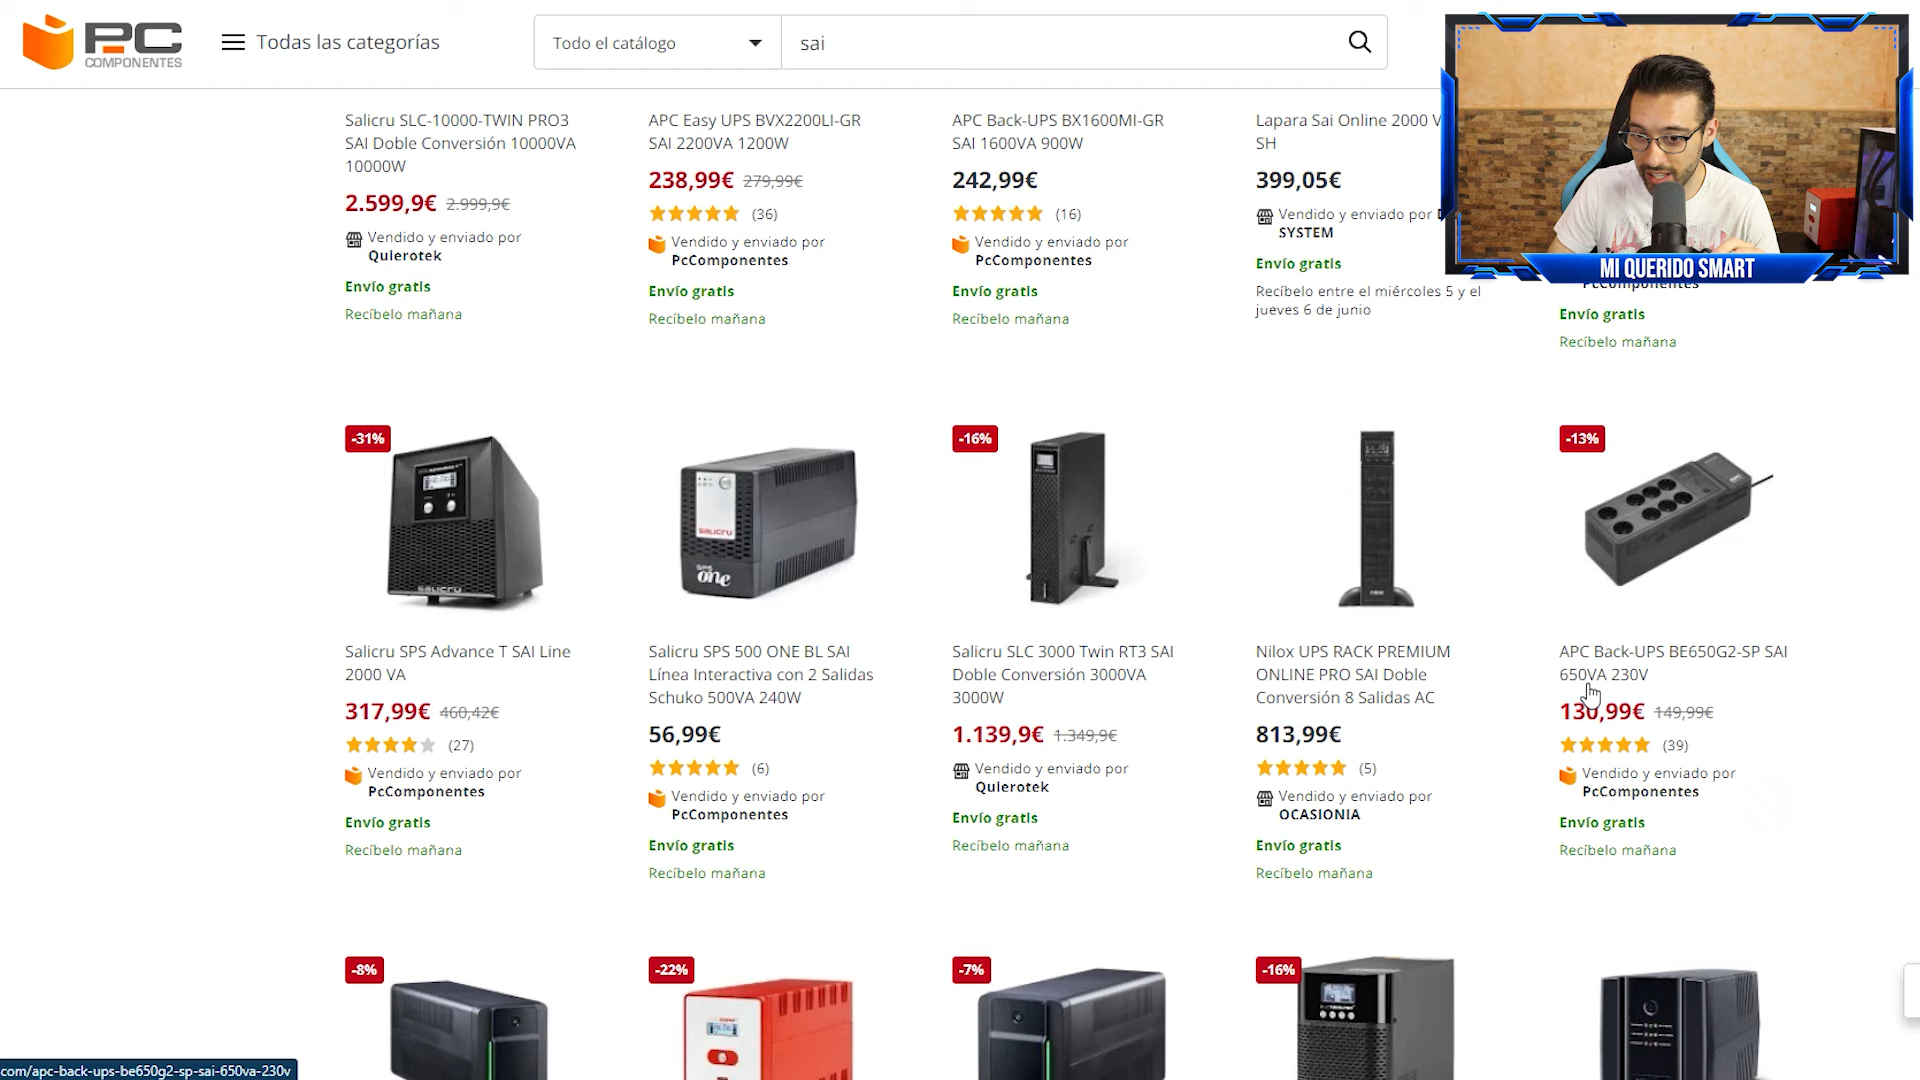 PC
COMPONENTES
Todas las categorías
Todo el catálogo
sai
Salicru SLC-10000-TWIN PRO3
SAI Doble Conversión 10000VA
10000W
2.599,9€ 2.999,9€
Vendido y enviado por
Qulerotek
Envío gratis
Recíbelo mañana
APC Easy UPS BVX2200LI-GR
SAI 2200VA 1200W
238,99€ 279,99€
(36)
Vendido y enviado por
PcComponentes
Envío gratis
Recíbelo mañana
APC Back-UPS BX1600MI-GR
SAI 1600VA 900W
242,99€
(16)
Vendido y enviado por
PcComponentes
Envío gratis
Recíbelo mañana
Lapara Sai Online 2000 V
SH
399,05€
Vendido y enviado por
SYSTEM
Envío gratis
Recíbelo entre el miércoles 5 y el
jueves 6 de junio
MI QUERIDO SMART
PcComponentes
Envío gratis
Recíbelo mañana
-31%
SALICRU
Salicru SPS Advance T SAI Line
2000 VA
317,99€ 460,42€
(27)
Vendido y enviado por
PcComponentes
Envío gratis
Recíbelo mañana
SALICRU
SPS
one
Salicru SPS 500 ONE BL SAI
Línea Interactiva con 2 Salidas
Schuko 500VA 240W
56,99€
(6)
Vendido y enviado por
PcComponentes
Envío gratis
Recíbelo mañana
-16%
Salicru SLC 3000 Twin RT3 SAI
Doble Conversión 3000VA
3000W
1.139,9€ 1.349,9€
Vendido y enviado por
Qulerotek
Envío gratis
Recíbelo mañana
Nilox UPS RACK PREMIUM
ONLINE PRO SAI Doble
Conversión 8 Salidas AC
813,99€
(5)
Vendido y enviado por
OCASIONIA
Envío gratis
Recíbelo mañana
-13%
APC Back-UPS BE650G2-SP SAI
650VA 230V
130,99€ 149,99€
(39)
Vendido y enviado por
PcComponentes
Envío gratis
Recíbelo mañana
-8%
-22%
-7%
-16%
com/apc-back-ups-be650g2-sp-sai-650va-230v